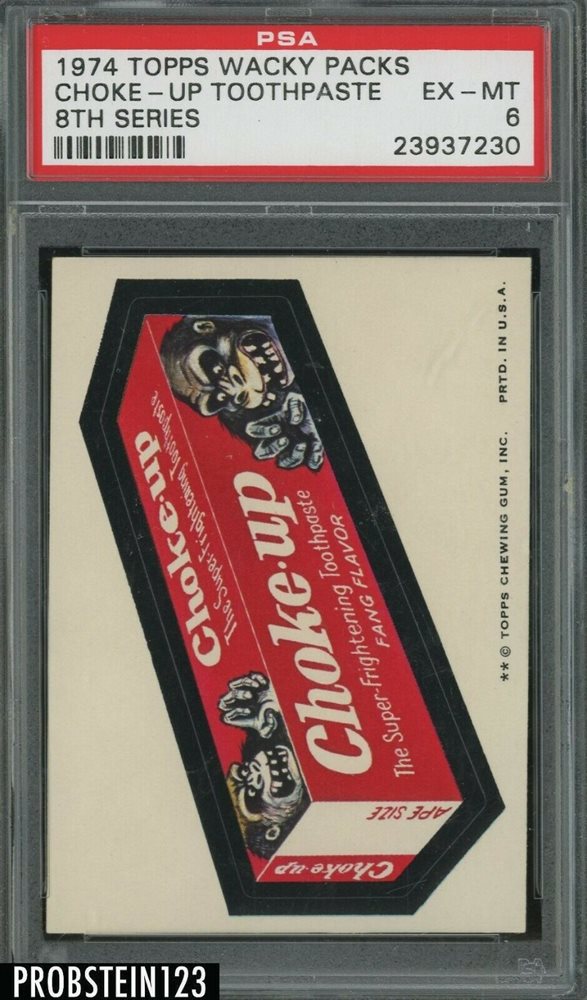 PSA
1974 TOPPS WACKY PACKS
CHOKE-UP TOOTHPASTE EX-MT
8TH SERIES 6
23937230
Choke-up
The Super-Frightening Toothpaste
Choke-up
The Super-Frightening Toothpaste
FANG FLAVOR
APE SIZE
Choke-up
**© TOPPS CHEWING GUM, INC. PRTD. IN U.S.A.
PROBSTEIN123